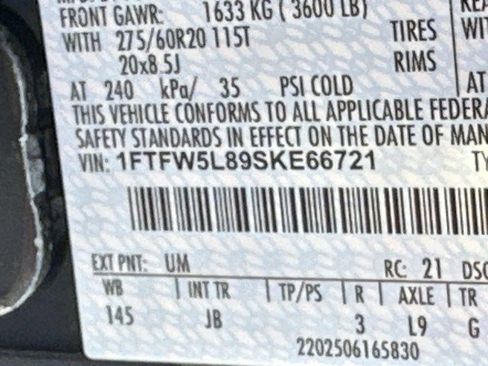 FRONT GAWR: 1633 KG ( 3600 LB)
WITH 275/60R20 115T TIRES
20x8.5J RIMS
AT 240 kPa/ 35 PSI COLD AT
THIS VEHICLE CONFORMS TO ALL APPLICABLE FEDERA
SAFETY STANDARDS IN EFFECT ON THE DATE OF MAN
VIN: 1FTFW5L89SKE66721
EXT PNT: UM RC: 21 DSO
WB | INT TR | TP/PS | R | AXLE | TR
145 JB 3 L9 G
2202506165830